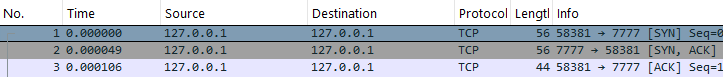 No. Time Source Destination Protocol Lengtl Info
1 0.000000 127.0.0.1 127.0.0.1 TCP 56 58381 → 7777 [SYN] Seq=0
2 0.000049 127.0.0.1 127.0.0.1 TCP 56 7777 → 58381 [SYN, ACK]
3 0.000106 127.0.0.1 127.0.0.1 TCP 44 58381 → 7777 [ACK] Seq=1